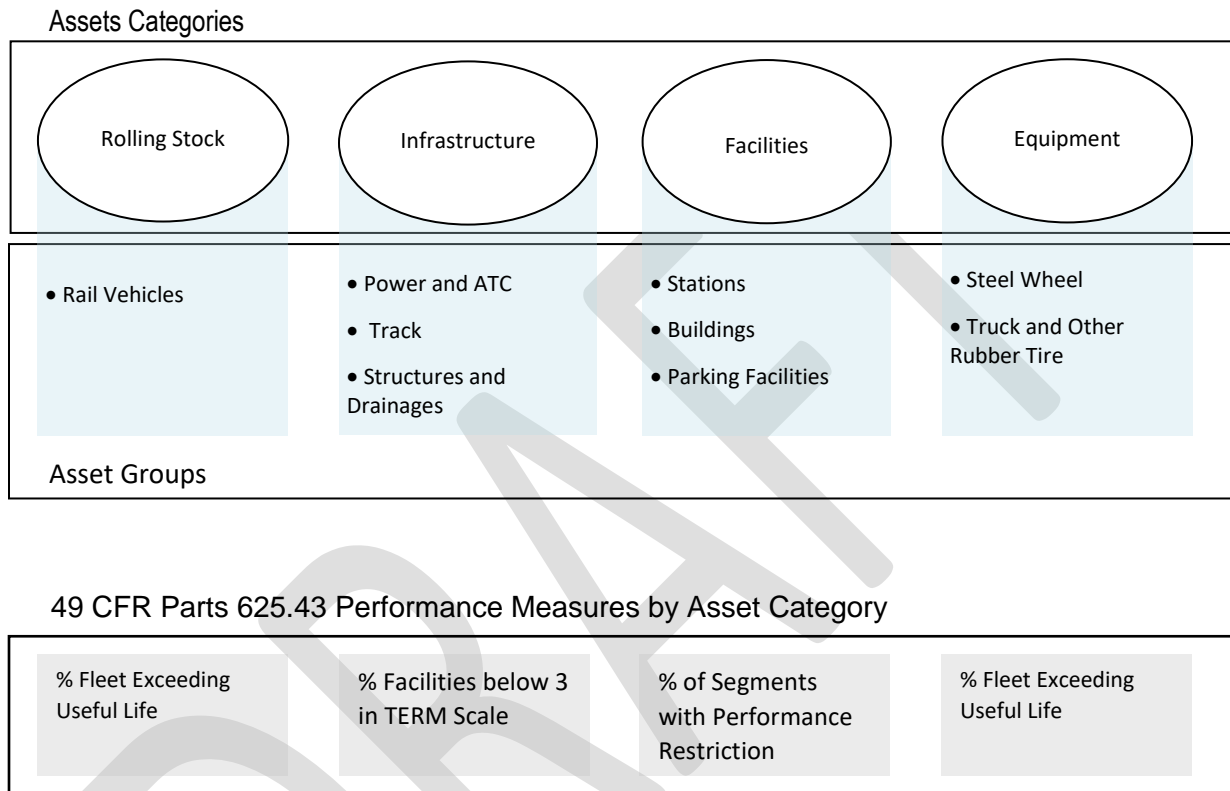 Assets Categories
Rolling Stock
Infrastructure
Facilities
Equipment
• Rail Vehicles
• Power and ATC
• Track
• Structures and
Drainages
• Stations
• Buildings
• Parking Facilities
• Steel Wheel
• Truck and Other
Rubber Tire
Asset Groups
49 CFR Parts 625.43 Performance Measures by Asset Category
% Fleet Exceeding
Useful Life
% Facilities below 3
in TERM Scale
% of Segments
with Performance
Restriction
% Fleet Exceeding
Useful Life
DRAFT